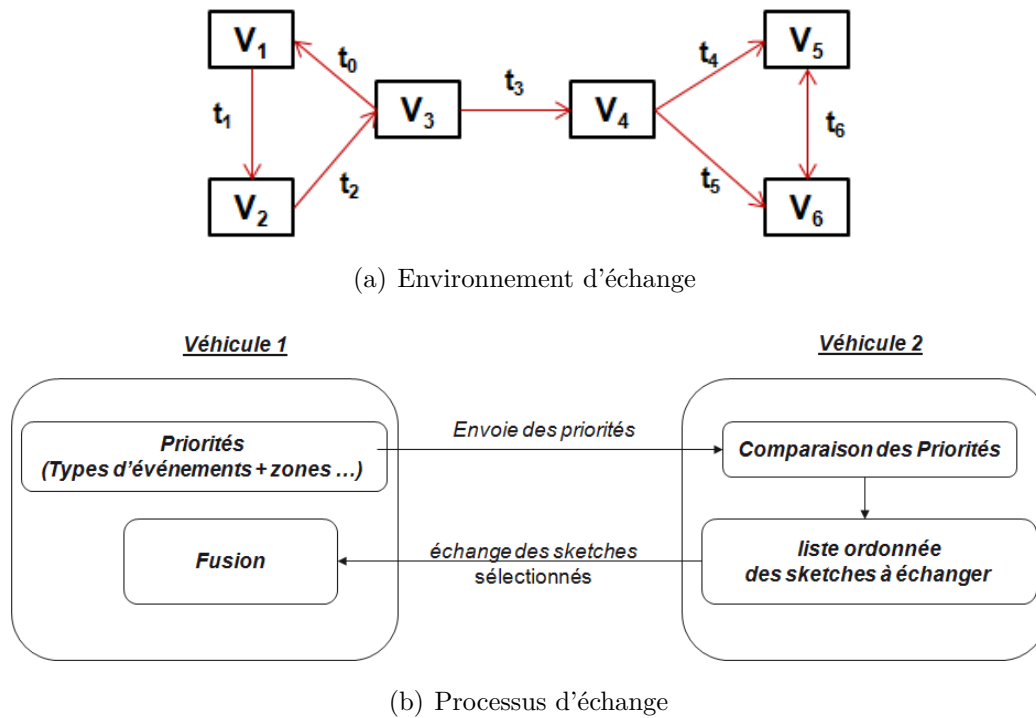 V₁
V₅
t₀
t₄
t₃
t₁
V₃
V₄
t₆
t₂
t₅
V₂
V₆
(a) Environnement d'échange
Véhicule 1
Véhicule 2
Priorités
(Types d'événements + zones ...)
Envoie des priorités
Comparaison des Priorités
Fusion
échange des sketches
sélectionnés
liste ordonnée
des sketches à échanger
(b) Processus d'échange